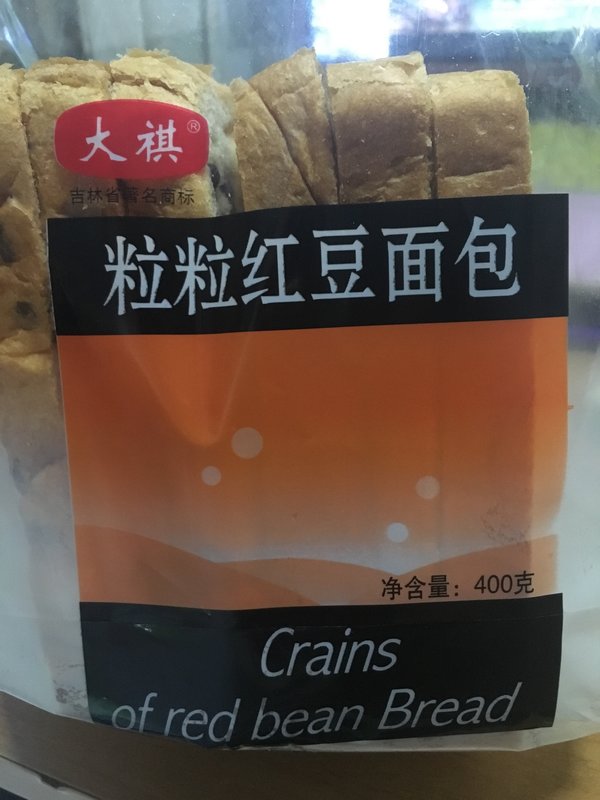 大祺®
吉林省著名商标
粒粒红豆面包
净含量：400克
Crains
of red bean Bread